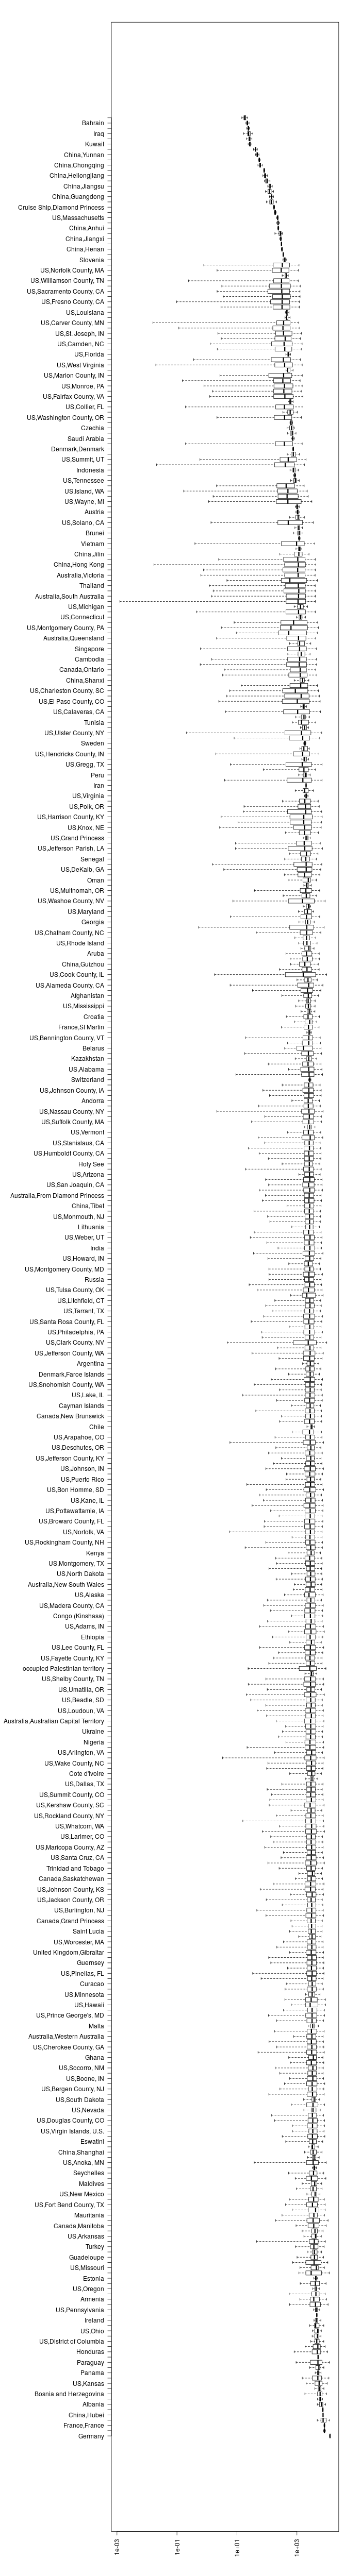 Bahrain
Iraq
Kuwait
China,Yunnan
China,Chongqing
China,Heilongjiang
China,Jiangsu
China,Guangdong
Cruise Ship,Diamond Princess
US,Massachusetts
China,Anhui
China,Jiangxi
China,Henan
Slovenia
US,Norfolk County, MA
US,Williamson County, TN
US,Sacramento County, CA
US,Fresno County, CA
US,Louisiana
US,Carver County, MN
US,St. Joseph, IN
US,Camden, NC
US,Florida
US,West Virginia
US,Marion County, IN
US,Monroe, PA
US,Fairfax County, VA
US,Collier, FL
US,Washington County, OR
Czechia
Saudi Arabia
Denmark,Denmark
US,Summit, UT
Indonesia
US,Tennessee
US,Island, WA
US,Wayne, MI
Austria
US,Solano, CA
Brunei
Vietnam
China,Jilin
China,Hong Kong
Australia,Victoria
Thailand
Australia,South Australia
US,Michigan
US,Connecticut
US,Montgomery County, PA
Australia,Queensland
Singapore
Cambodia
Canada,Ontario
China,Shanxi
US,Charleston County, SC
US,El Paso County, CO
US,Calaveras, CA
Tunisia
US,Ulster County, NY
Sweden
US,Hendricks County, IN
US,Gregg, TX
Peru
Iran
US,Virginia
US,Polk, OR
US,Harrison County, KY
US,Knox, NE
US,Grand Princess
US,Jefferson Parish, LA
Senegal
US,DeKalb, GA
Oman
US,Multnomah, OR
US,Washoe County, NV
US,Maryland
Georgia
US,Chatham County, NC
US,Rhode Island
Aruba
China,Guizhou
US,Cook County, IL
US,Alameda County, CA
Afghanistan
US,Mississippi
Croatia
France,St Martin
US,Bennington County, VT
Belarus
Kazakhstan
US,Alabama
Switzerland
US,Johnson County, IA
Andorra
US,Nassau County, NY
US,Suffolk County, MA
US,Vermont
US,Stanislaus, CA
US,Humboldt County, CA
Holy See
US,Arizona
US,San Joaquin, CA
Australia,From Diamond Princess
China,Tibet
US,Monmouth, NJ
Lithuania
US,Weber, UT
India
US,Howard, IN
US,Montgomery County, MD
Russia
US,Tulsa County, OK
US,Litchfield, CT
US,Tarrant, TX
US,Santa Rosa County, FL
US,Philadelphia, PA
US,Clark County, NV
US,Jefferson County, WA
Argentina
Denmark,Faroe Islands
US,Snohomish County, WA
US,Lake, IL
Cayman Islands
Canada,New Brunswick
Chile
US,Arapahoe, CO
US,Deschutes, OR
US,Jefferson County, KY
US,Johnson, IN
US,Puerto Rico
US,Bon Homme, SD
US,Kane, IL
US,Pottawattamie, IA
US,Broward County, FL
US,Norfolk, VA
US,Rockingham County, NH
Kenya
US,Montgomery, TX
US,North Dakota
Australia,New South Wales
US,Alaska
US,Madera County, CA
Congo (Kinshasa)
US,Adams, IN
Ethiopia
US,Lee County, FL
US,Fayette County, KY
occupied Palestinian territory
US,Shelby County, TN
US,Umatilla, OR
US,Beadle, SD
US,Loudoun, VA
Australia,Australian Capital Territory
Ukraine
Nigeria
US,Arlington, VA
US,Wake County, NC
Cote d'Ivoire
US,Dallas, TX
US,Summit County, CO
US,Kershaw County, SC
US,Rockland County, NY
US,Whatcom, WA
US,Larimer, CO
US,Maricopa County, AZ
US,Santa Cruz, CA
Trinidad and Tobago
Canada,Saskatchewan
US,Johnson County, KS
US,Jackson County, OR
US,Burlington, NJ
Canada,Grand Princess
Saint Lucia
US,Worcester, MA
United Kingdom,Gibraltar
Guernsey
US,Pinellas, FL
Curacao
US,Minnesota
US,Hawaii
US,Prince George's, MD
Malta
Australia,Western Australia
US,Cherokee County, GA
Ghana
US,Socorro, NM
US,Boone, IN
US,Bergen County, NJ
US,South Dakota
US,Nevada
US,Douglas County, CO
US,Virgin Islands, U.S.
Eswatini
China,Shanghai
US,Anoka, MN
Seychelles
Maldives
US,New Mexico
US,Fort Bend County, TX
Mauritania
Canada,Manitoba
US,Arkansas
Turkey
Guadeloupe
US,Missouri
Estonia
US,Oregon
Armenia
US,Pennsylvania
Ireland
US,Ohio
US,District of Columbia
Honduras
Paraguay
Panama
US,Kansas
Bosnia and Herzegovina
Albania
China,Hubei
France,France
Germany
1e-03
1e-01
1e+01
1e+03